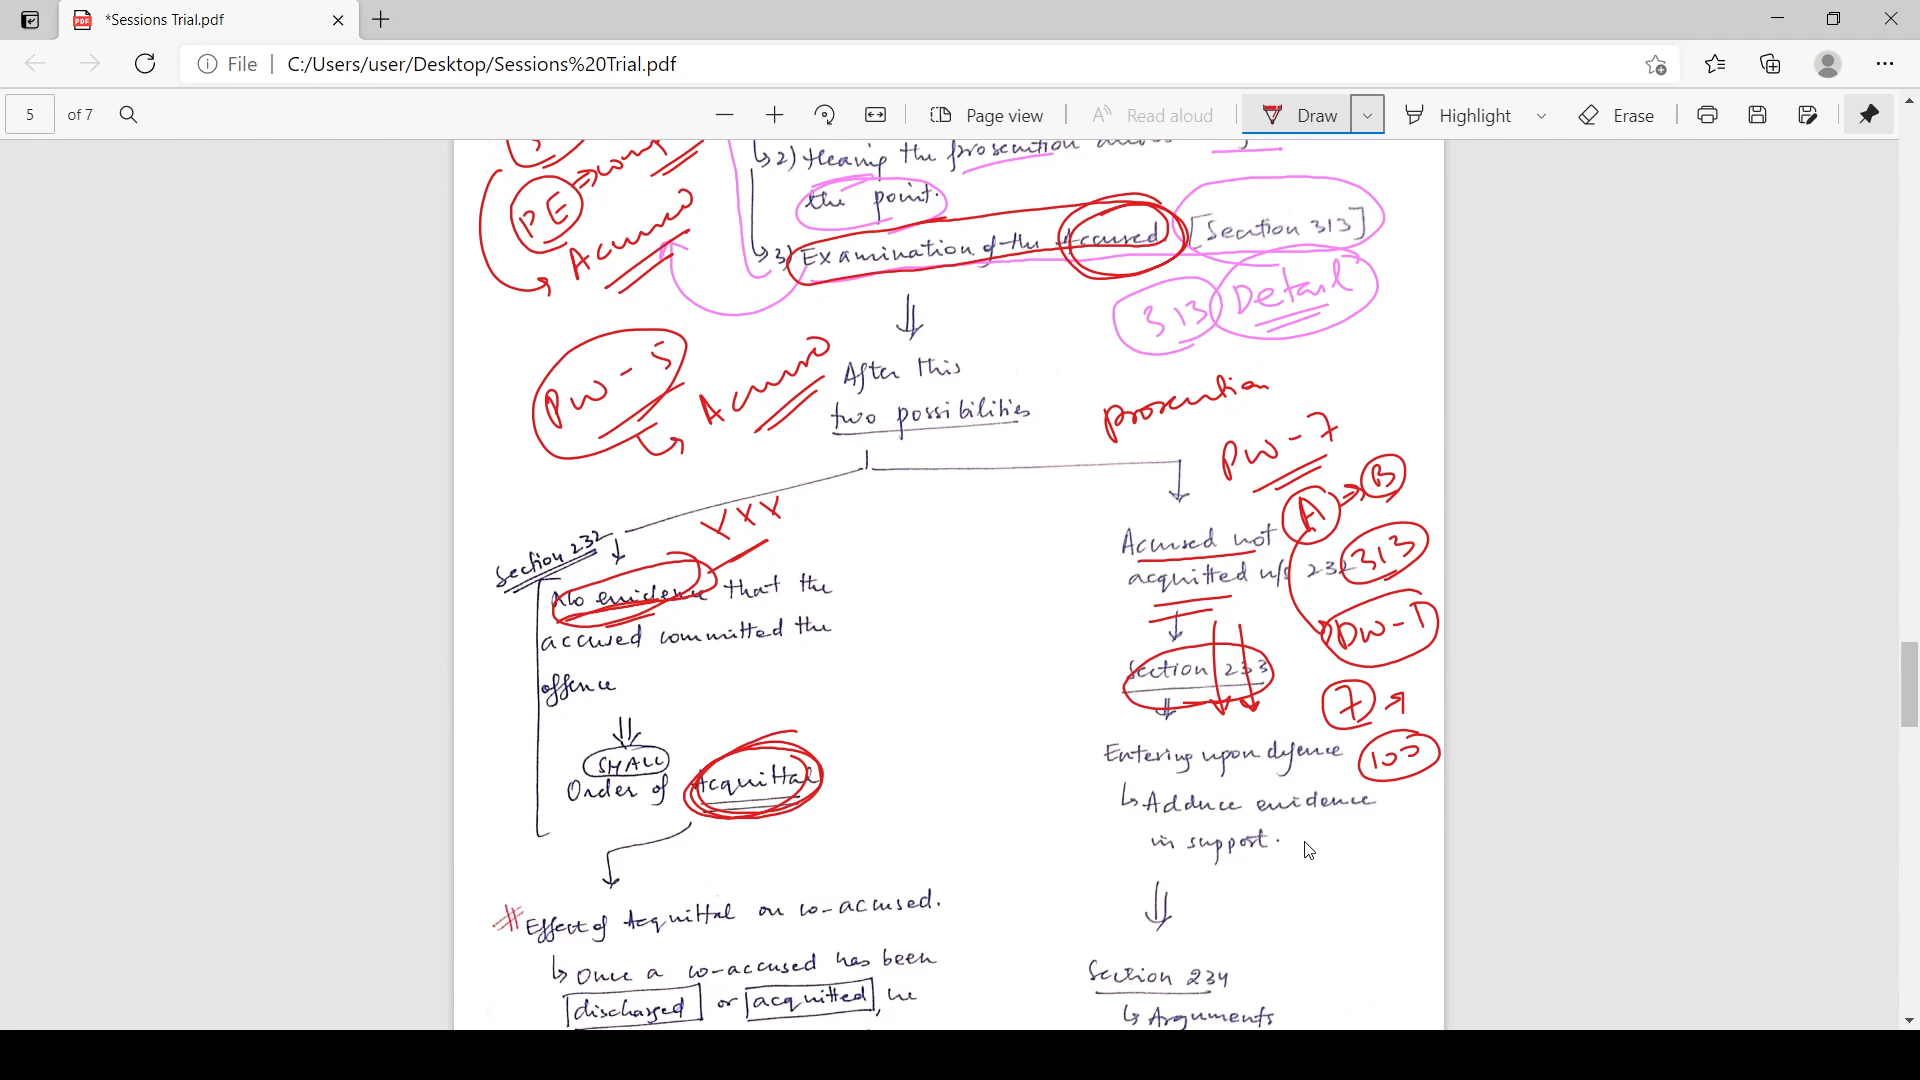 *Sessions Trial.pdf
File | C:/Users/user/Desktop/Sessions%20Trial.pdf
5 of 7
Page view
Read aloud
Draw
Highlight
Erase
2) Hearing the prosecution
the point.
3) Examination of the Accused [Section 313]
PE
Accused
313 Detail
PW-5
Accused
After this
two possibilities
prosecution
PW-7
A => B
313
DW-1
7
100
Section 232
XXX
No evidence that the
accused committed the
offence
SHALL
Order of Acquittal
# Effect of Acquittal on co-accused.
Once a co-accused has been
discharged or acquitted, he
Accused not
acquitted u/s 232
Section 233
Entering upon defence
Adduce evidence
in support.
Section 234
Arguments